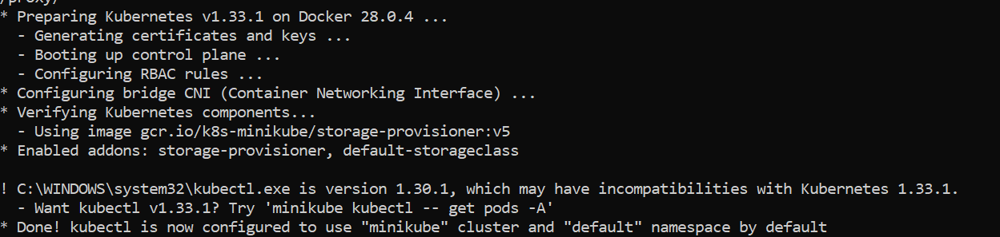 /proxy/
* Preparing Kubernetes v1.33.1 on Docker 28.0.4 ...
  - Generating certificates and keys ...
  - Booting up control plane ...
  - Configuring RBAC rules ...
* Configuring bridge CNI (Container Networking Interface) ...
* Verifying Kubernetes components...
  - Using image gcr.io/k8s-minikube/storage-provisioner:v5
* Enabled addons: storage-provisioner, default-storageclass

! C:\WINDOWS\system32\kubectl.exe is version 1.30.1, which may have incompatibilities with Kubernetes 1.33.1.
  - Want kubectl v1.33.1? Try 'minikube kubectl -- get pods -A'
* Done! kubectl is now configured to use "minikube" cluster and "default" namespace by default